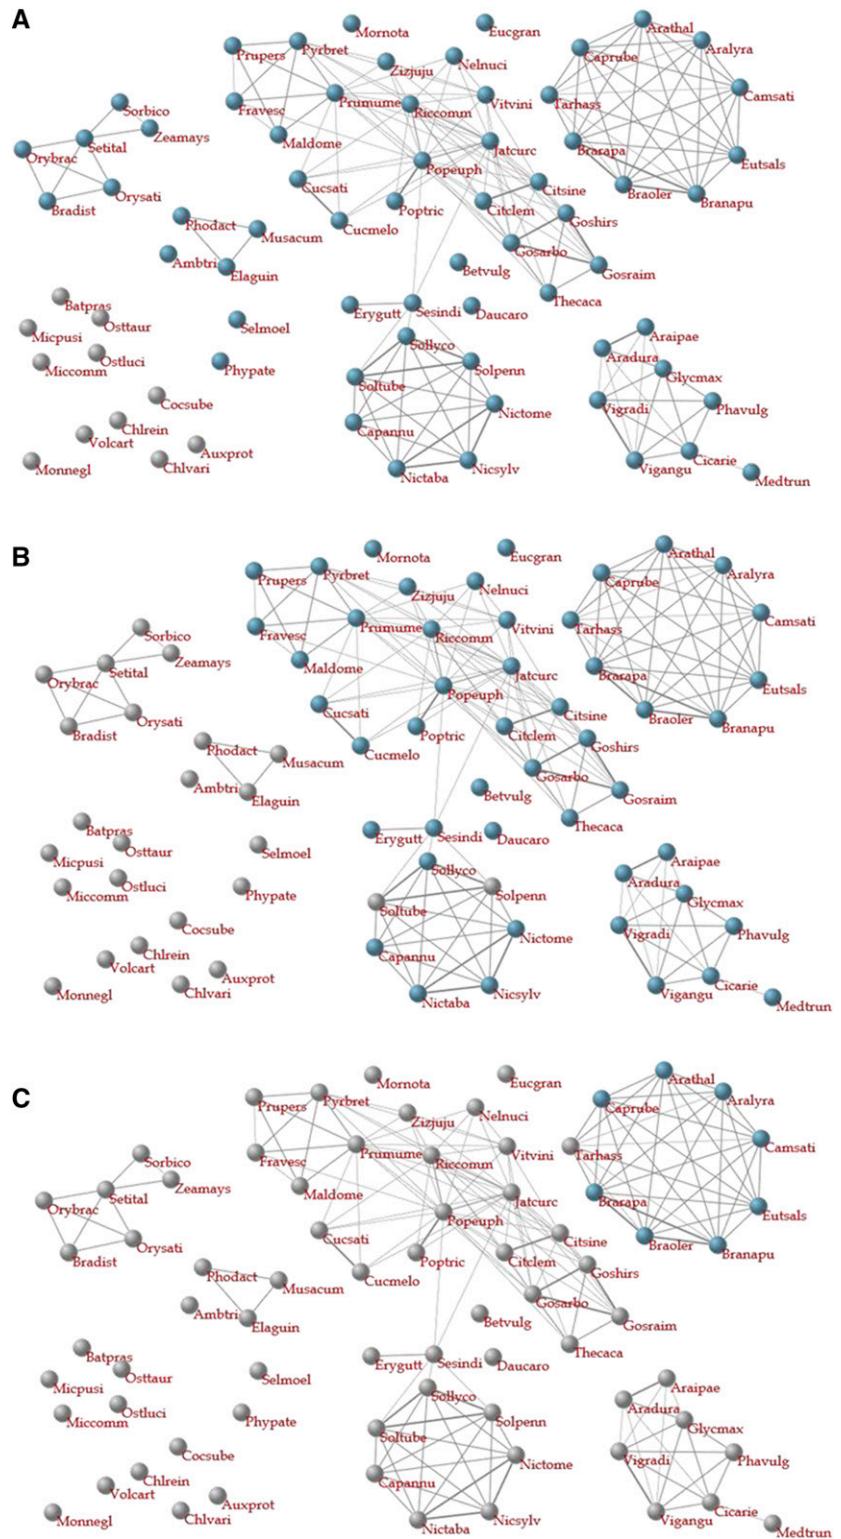 A
Mornota
Eucgran
Arathal
Prupers
Pyrbret
Caprube
Aralyra
Zizjuju
Nelnuci
Fravesc
Prumume
Riccomm
Vitvini
Tarhass
Camsati
Sorbico
Zeamays
Setital
Maldome
Jatcurc
Brarapa
Orybrac
Popeuph
Eutsals
Cucsati
Citsine
Braoler
Branapu
Bradist
Orysati
Poptric
Citclem
Goshirs
Rhodact
Musacum
Cucmelo
Gosarbo
Ambtri
Elaguin
Betvulg
Gosraim
Thecaca
Batpras
Osttaur
Micpusi
Selmoel
Erygutt
Sesindi
Daucaro
Araipae
Miccomm
Ostluci
Phypate
Sollyco
Aradura
Solpenn
Glycmax
Soltube
Cocsube
Nictome
Vigradi
Phavulg
Chlrein
Capannu
Volcart
Auxprot
Monnegl
Chlvari
Nictaba
Nicsylv
Vigangu
Cicarie
Medtrun
B
Mornota
Eucgran
Arathal
Prupers
Pyrbret
Caprube
Aralyra
Zizjuju
Nelnuci
Fravesc
Prumume
Riccomm
Vitvini
Tarhass
Camsati
Sorbico
Zeamays
Setital
Maldome
Jatcurc
Brarapa
Orybrac
Popeuph
Eutsals
Cucsati
Citsine
Braoler
Branapu
Bradist
Orysati
Poptric
Citclem
Goshirs
Rhodact
Musacum
Cucmelo
Gosarbo
Ambtri
Elaguin
Betvulg
Gosraim
Thecaca
Batpras
Osttaur
Micpusi
Selmoel
Erygutt
Sesindi
Daucaro
Araipae
Miccomm
Ostluci
Phypate
Sollyco
Aradura
Solpenn
Glycmax
Soltube
Cocsube
Nictome
Vigradi
Phavulg
Chlrein
Capannu
Volcart
Auxprot
Monnegl
Chlvari
Nictaba
Nicsylv
Vigangu
Cicarie
Medtrun
C
Mornota
Eucgran
Arathal
Prupers
Pyrbret
Caprube
Aralyra
Zizjuju
Nelnuci
Fravesc
Prumume
Riccomm
Vitvini
Tarhass
Camsati
Sorbico
Zeamays
Setital
Maldome
Jatcurc
Brarapa
Orybrac
Popeuph
Eutsals
Cucsati
Citsine
Braoler
Branapu
Bradist
Orysati
Poptric
Citclem
Goshirs
Rhodact
Musacum
Cucmelo
Gosarbo
Ambtri
Elaguin
Betvulg
Gosraim
Thecaca
Batpras
Osttaur
Micpusi
Selmoel
Erygutt
Sesindi
Daucaro
Araipae
Miccomm
Ostluci
Phypate
Sollyco
Aradura
Solpenn
Glycmax
Soltube
Cocsube
Nictome
Vigradi
Phavulg
Chlrein
Capannu
Volcart
Auxprot
Monnegl
Chlvari
Nictaba
Nicsylv
Vigangu
Cicarie
Medtrun